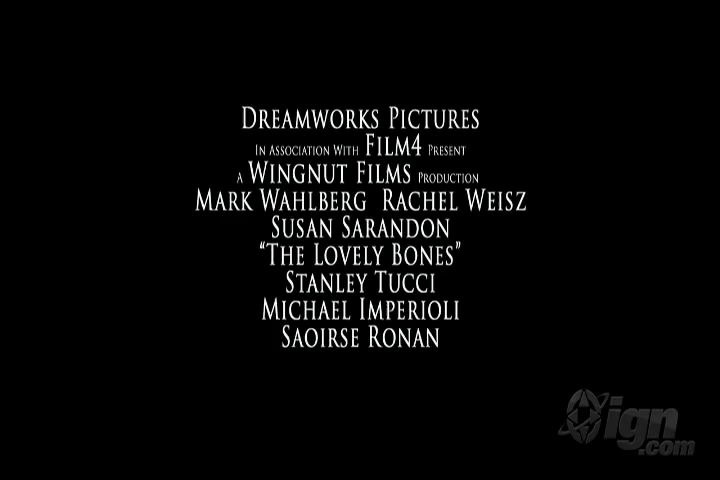 DREAMWORKS PICTURES
IN ASSOCIATION WITH FILM4 PRESENT
A WINGNUT FILMS PRODUCTION
MARK WAHLBERG RACHEL WEISZ
SUSAN SARANDON
“THE LOVELY BONES”
STANLEY TUCCI
MICHAEL IMPERIOLI
SAOIRSE RONAN
ign
.com